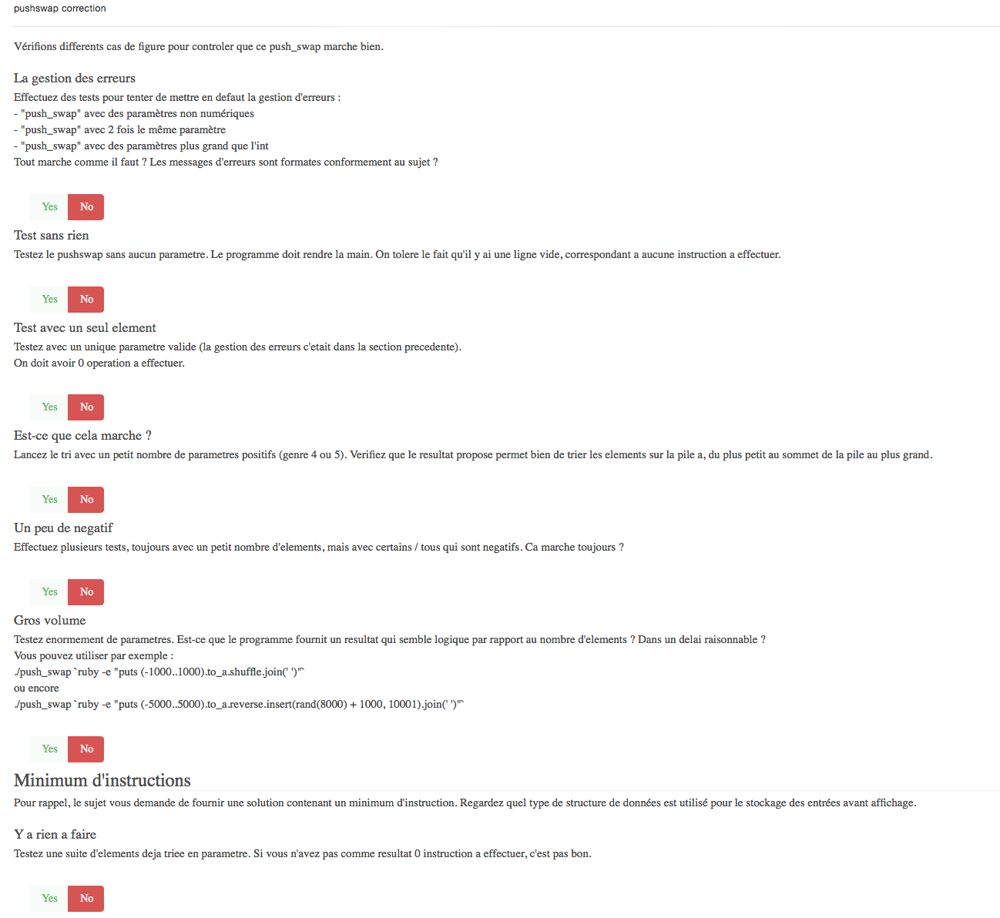 pushswap correction
Vérifions differents cas de figure pour controler que ce push_swap marche bien.
La gestion des erreurs
Effectuez des tests pour tenter de mettre en defaut la gestion d'erreurs :
- "push_swap" avec des paramètres non numériques
- "push_swap" avec 2 fois le même paramètre
- "push_swap" avec des paramètres plus grand que l'int
Tout marche comme il faut ? Les messages d'erreurs sont formates conformement au sujet ?
Yes No
Test sans rien
Testez le pushswap sans aucun parametre. Le programme doit rendre la main. On tolere le fait qu'il y ai une ligne vide, correspondant a aucune instruction a effectuer.
Yes No
Test avec un seul element
Testez avec un unique parametre valide (la gestion des erreurs c'etait dans la section precedente).
On doit avoir 0 operation a effectuer.
Yes No
Est-ce que cela marche ?
Lancez le tri avec un petit nombre de parametres positifs (genre 4 ou 5). Verifiez que le resultat propose permet bien de trier les elements sur la pile a, du plus petit au sommet de la pile au plus grand.
Yes No
Un peu de negatif
Effectuez plusieurs tests, toujours avec un petit nombre d'elements, mais avec certains / tous qui sont negatifs. Ca marche toujours ?
Yes No
Gros volume
Testez enormement de parametres. Est-ce que le programme fournit un resultat qui semble logique par rapport au nombre d'elements ? Dans un delai raisonnable ?
Vous pouvez utiliser par exemple :
./push_swap `ruby -e "puts (-1000..1000).to_a.shuffle.join(' ')"`
ou encore
./push_swap `ruby -e "puts (-5000..5000).to_a.reverse.insert(rand(8000) + 1000, 10001).join(' ')"`
Yes No
Minimum d'instructions
Pour rappel, le sujet vous demande de fournir une solution contenant un minimum d'instruction. Regardez quel type de structure de données est utilisé pour le stockage des entrées avant affichage.
Y a rien a faire
Testez une suite d'elements deja triee en parametre. Si vous n'avez pas comme resultat 0 instruction a effectuer, c'est pas bon.
Yes No